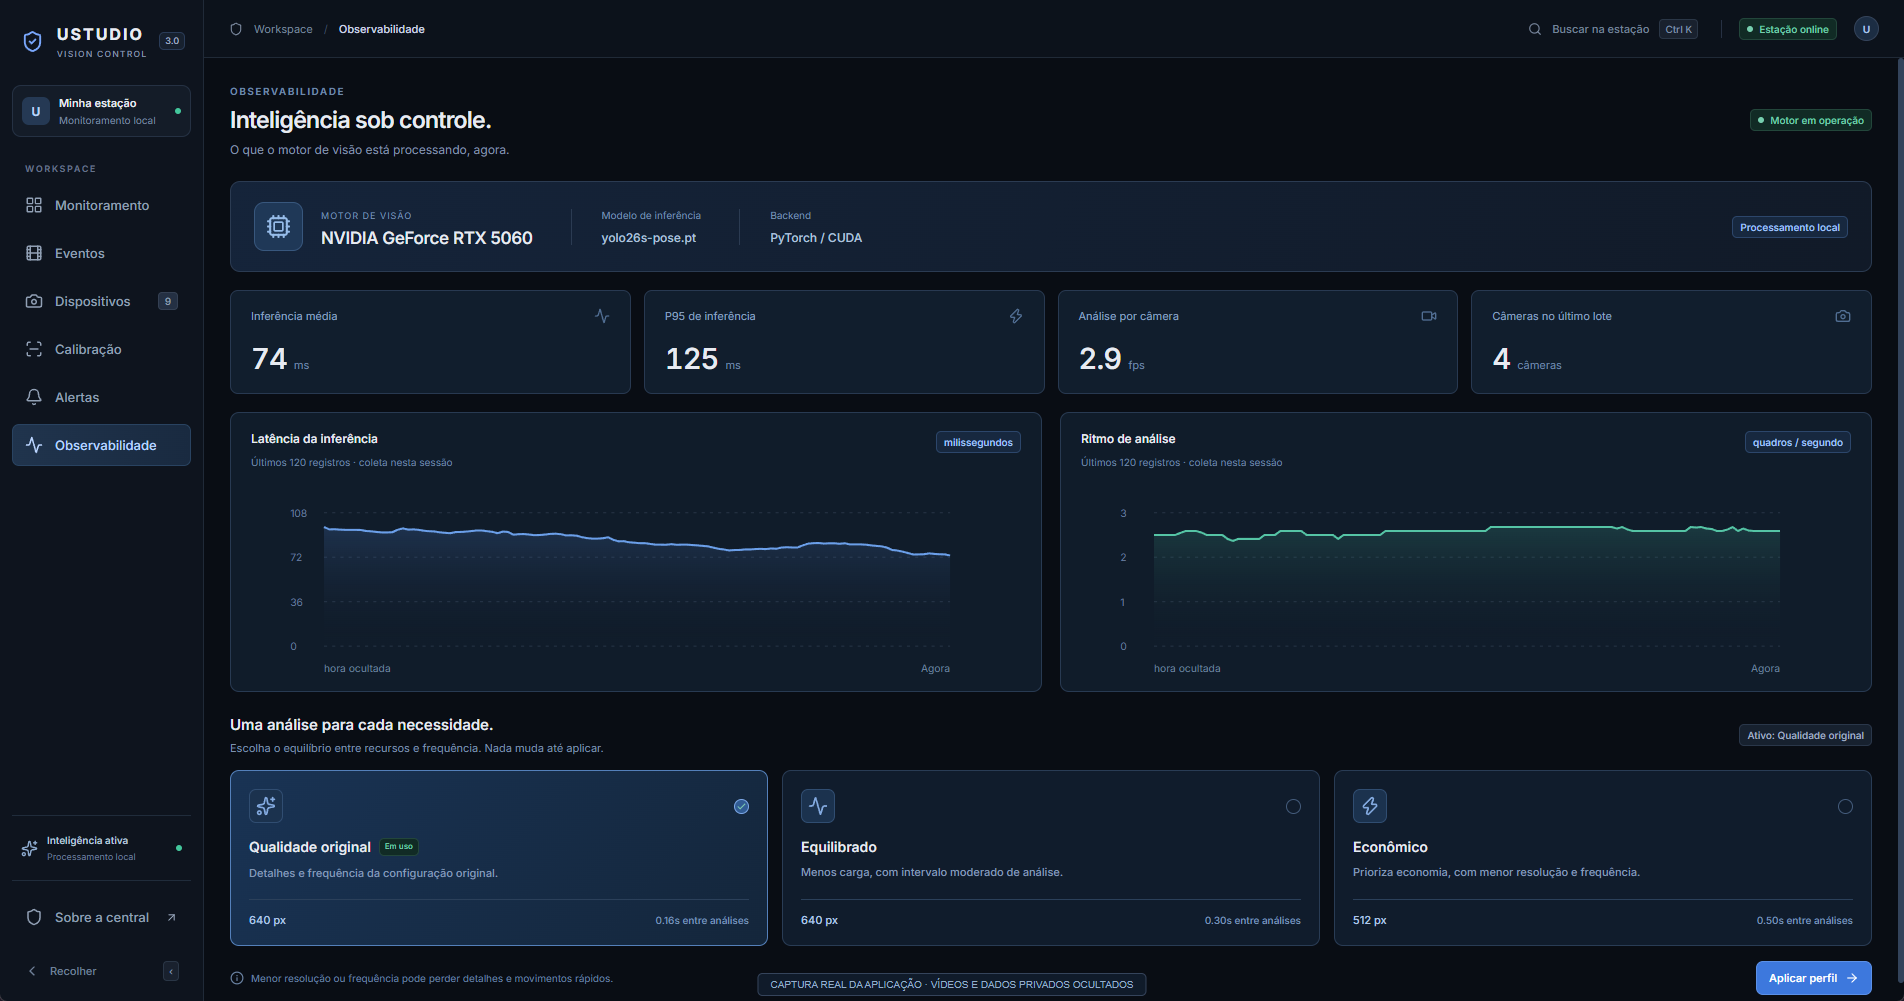 USTUDIO
VISION CONTROL
3.0
Minha estação
Monitoramento local
U
WORKSPACE
Monitoramento
Eventos
Dispositivos
9
Calibração
Alertas
Observabilidade
Inteligência ativa
Processamento local
Sobre a central
Recolher
Workspace / Observabilidade
Buscar na estação
Ctrl K
Estação online
U
OBSERVABILIDADE
Inteligência sob controle.
O que o motor de visão está processando, agora.
Motor em operação
MOTOR DE VISÃO
NVIDIA GeForce RTX 5060
Modelo de inferência
yolo26s-pose.pt
Backend
PyTorch / CUDA
Processamento local
Inferência média
74 ms
P95 de inferência
125 ms
Análise por câmera
2.9 fps
Câmeras no último lote
4 câmeras
Latência da inferência
Últimos 120 registros · coleta nesta sessão
milissegundos
108
72
36
0
hora ocultada
Agora
Ritmo de análise
Últimos 120 registros · coleta nesta sessão
quadros / segundo
3
2
1
0
hora ocultada
Agora
Uma análise para cada necessidade.
Escolha o equilíbrio entre recursos e frequência. Nada muda até aplicar.
Ativo: Qualidade original
Qualidade original
Em uso
Detalhes e frequência da configuração original.
640 px
0.16s entre análises
Equilibrado
Menos carga, com intervalo moderado de análise.
640 px
0.30s entre análises
Econômico
Prioriza economia, com menor resolução e frequência.
512 px
0.50s entre análises
Menor resolução ou frequência pode perder detalhes e movimentos rápidos.
CAPTURA REAL DA APLICAÇÃO · VÍDEOS E DADOS PRIVADOS OCULTADOS
Aplicar perfil